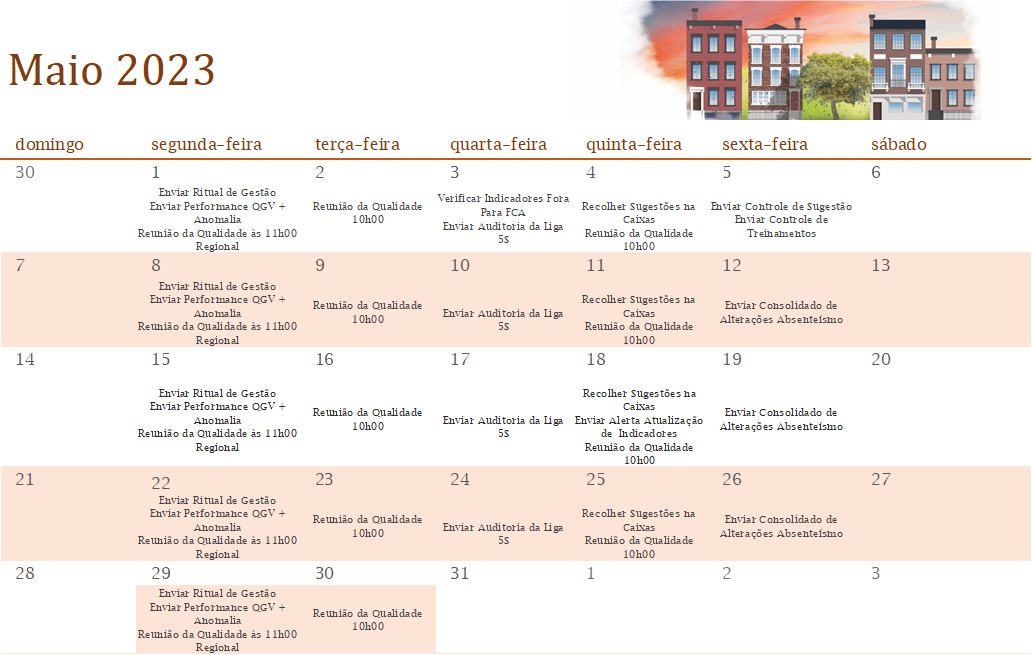 Maio 2023
domingo segunda-feira terça-feira quarta-feira quinta-feira sexta-feira sábado
30 1 2 3 4 5 6
Enviar Ritual de Gestão
Enviar Performance QGV +
Anomalia
Reunião da Qualidade às 11h00
Regional
Reunião da Qualidade
10h00
Verificar Indicadores Fora
Para FCA
Enviar Auditoria da Liga
5S
Recolher Sugestões na
Caixas
Reunião da Qualidade
10h00
Enviar Controle de Sugestão
Enviar Controle de
Treinamentos
7 8 9 10 11 12 13
Enviar Ritual de Gestão
Enviar Performance QGV +
Anomalia
Reunião da Qualidade às 11h00
Regional
Reunião da Qualidade
10h00
Enviar Auditoria da Liga
5S
Recolher Sugestões na
Caixas
Reunião da Qualidade
10h00
Enviar Consolidado de
Alterações Absenteísmo
14 15 16 17 18 19 20
Enviar Ritual de Gestão
Enviar Performance QGV +
Anomalia
Reunião da Qualidade às 11h00
Regional
Reunião da Qualidade
10h00
Enviar Auditoria da Liga
5S
Recolher Sugestões na
Caixas
Enviar Alerta Atualização
de Indicadores
Reunião da Qualidade
10h00
Enviar Consolidado de
Alterações Absenteísmo
21 22 23 24 25 26 27
Enviar Ritual de Gestão
Enviar Performance QGV +
Anomalia
Reunião da Qualidade às 11h00
Regional
Reunião da Qualidade
10h00
Enviar Auditoria da Liga
5S
Recolher Sugestões na
Caixas
Reunião da Qualidade
10h00
Enviar Consolidado de
Alterações Absenteísmo
28 29 30 31 1 2 3
Enviar Ritual de Gestão
Enviar Performance QGV +
Anomalia
Reunião da Qualidade às 11h00
Regional
Reunião da Qualidade
10h00